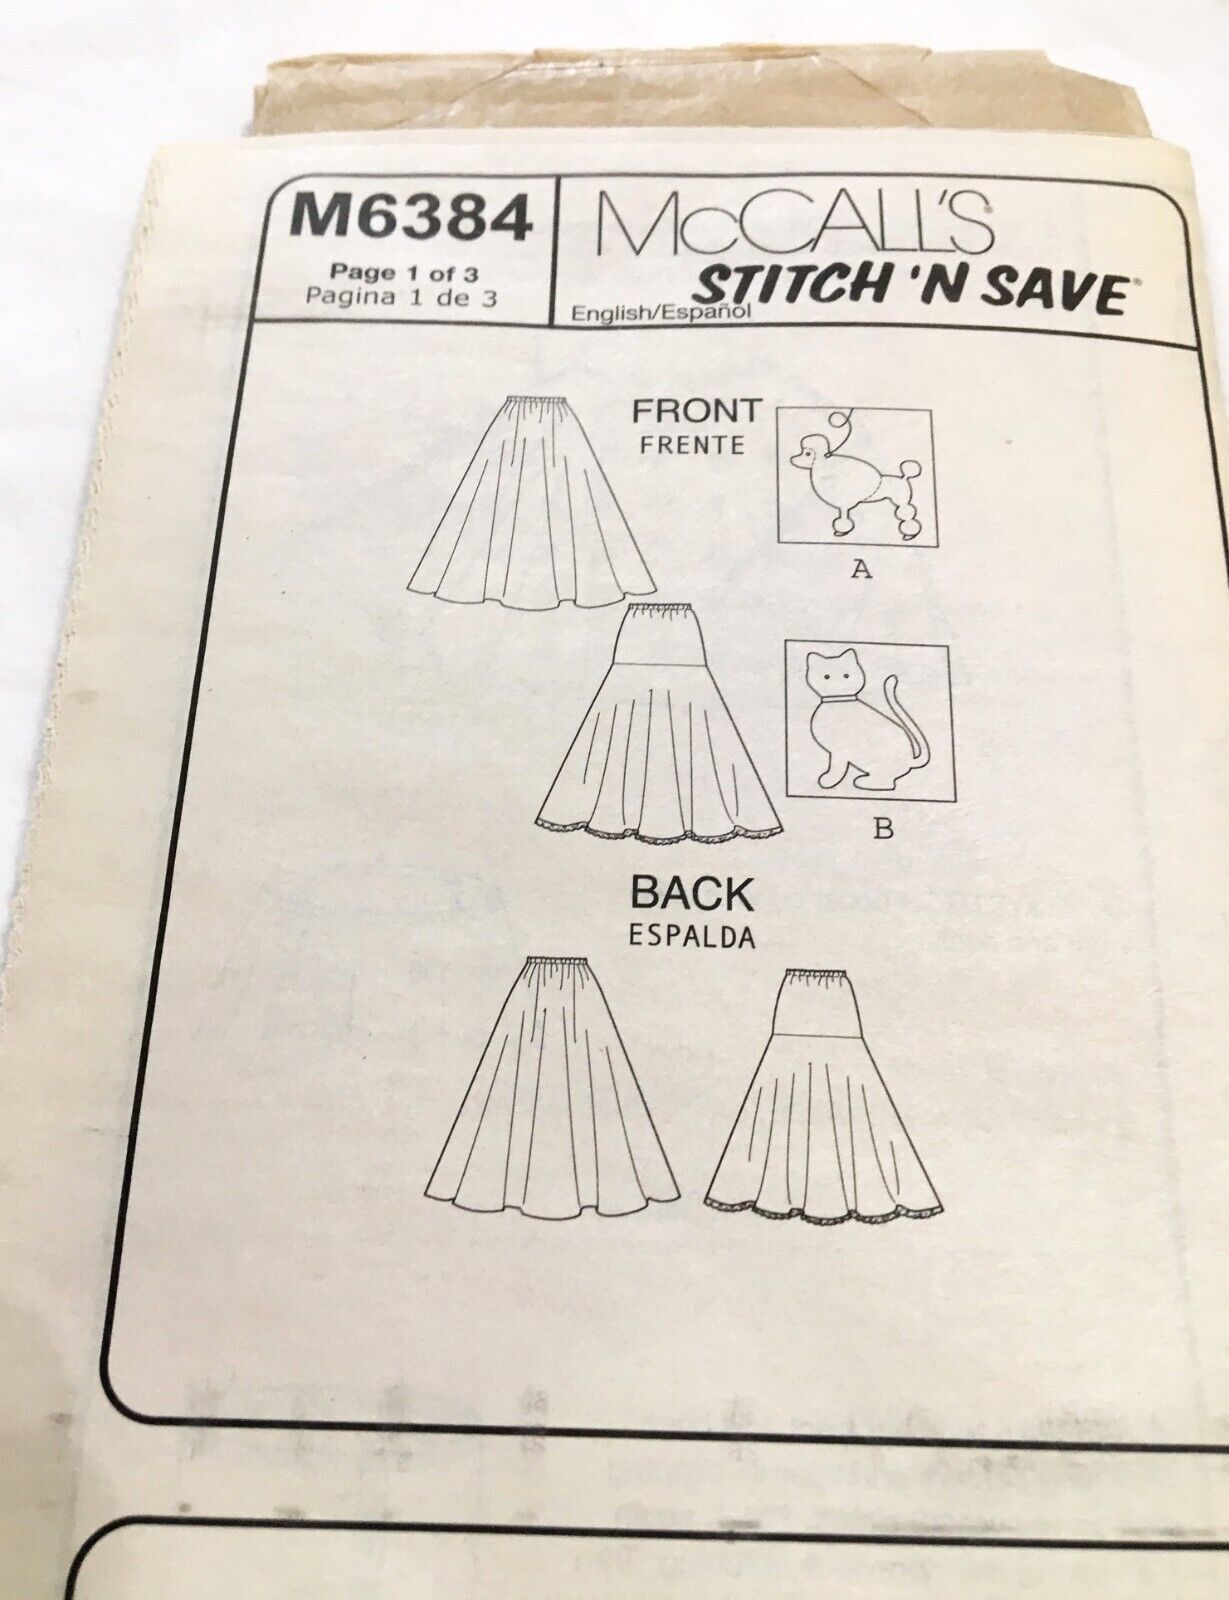 M6384
Page 1 of 3
Pagina 1 de 3
McCALL'S®
STITCH 'N SAVE®
English/Español
FRONT
FRENTE
A
B
BACK
ESPALDA